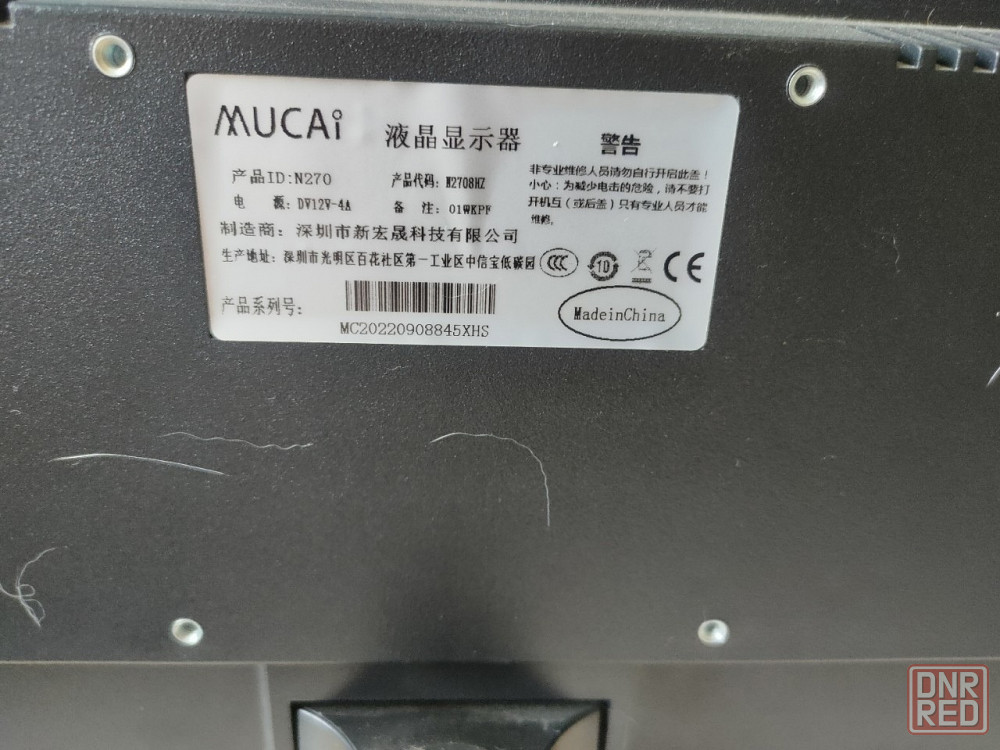 MUCAi
液晶显示器
产品ID:N270
产品代码: N2708HZ
电 源: DV12V-4A
备 注: 01WKPF
制造商: 深圳市新宏晟科技有限公司
生产地址: 深圳市光明区百花社区第一工业区中信宝低碳园
产品系列号:
MC20220908845XHS
警告
非专业维修人员请勿自行开启此盖!
小心: 为减少电击的危险, 请不要打
开机互 (或后盖) 只有专业人员才能
维修。
CCC
10
CE
MadeinChina
DNR
RED